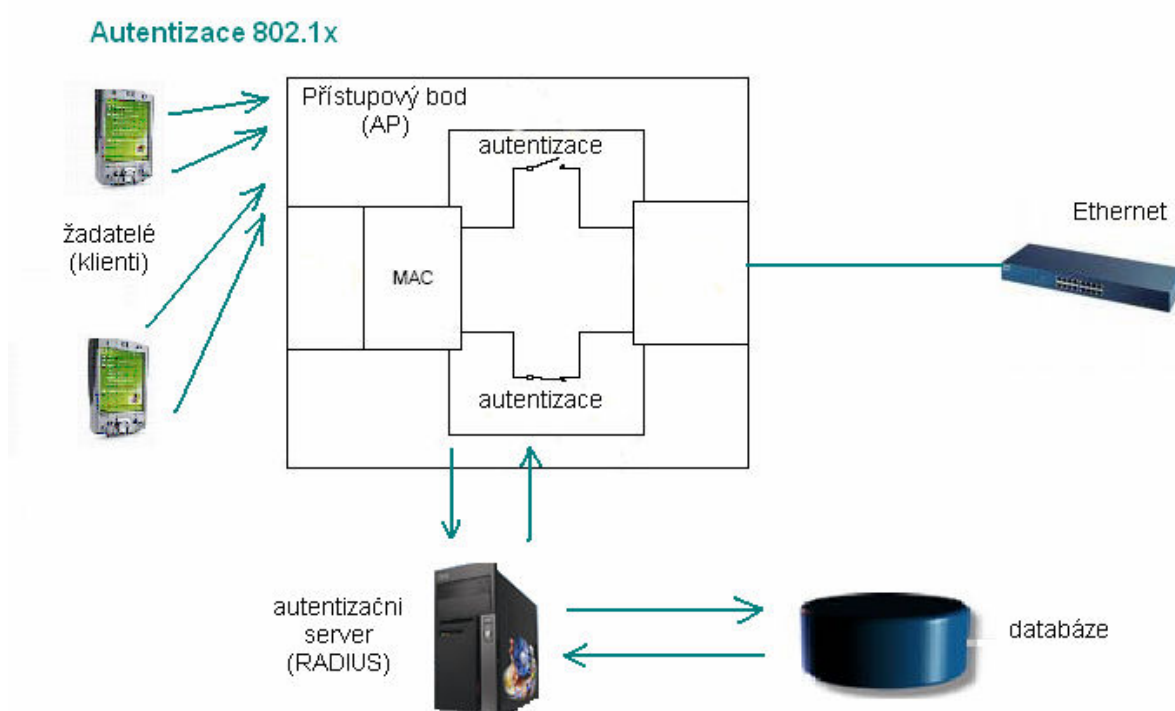 Autentizace 802.1x
Přístupový bod
(AP)
autentizace
žadatelé
(klienti)
MAC
Ethernet
autentizace
autentizační
server
(RADIUS)
databáze